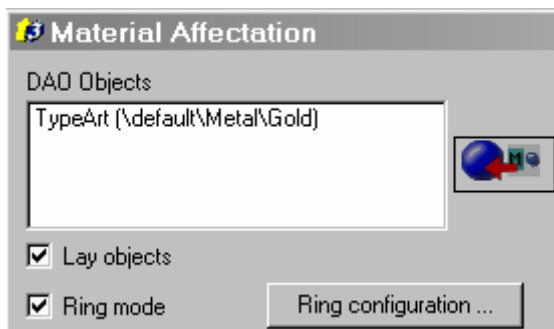 Material Affectation
DAO Objects
TypeArt (\default\Metal\Gold)
M
Lay objects
Ring mode
Ring configuration ...